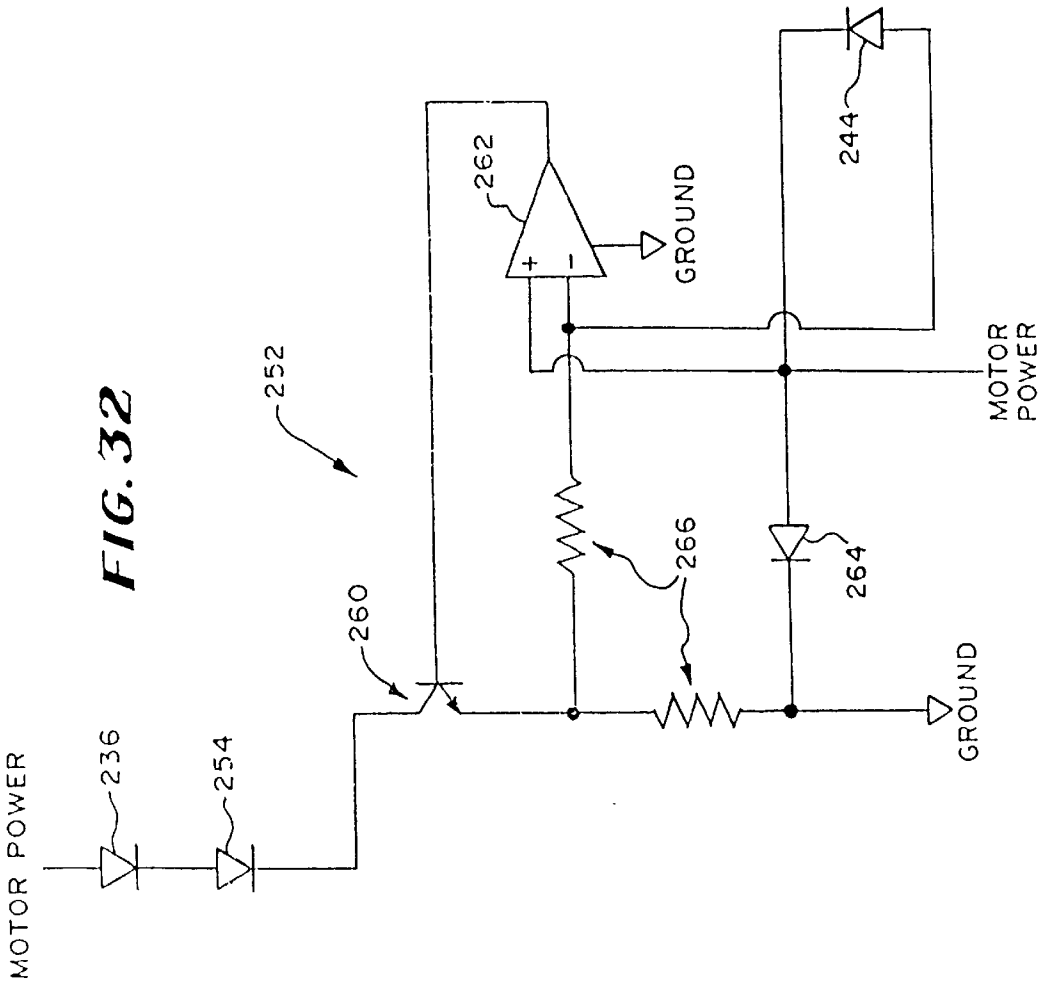 FIG. 32
MOTOR POWER
236
254
260
252
262
+
−
GROUND
244
266
264
MOTOR
POWER
GROUND